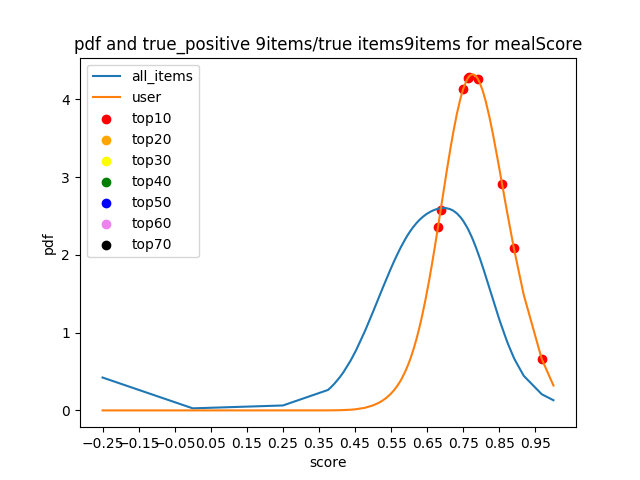 pdf and true_positive 9items/true items9items for mealScore
all_items
user
top10
top20
top30
top40
top50
top60
top70
4
3
2
1
0
pdf
−0.25 −0.15 −0.05 0.05 0.15 0.25 0.35 0.45 0.55 0.65 0.75 0.85 0.95
score